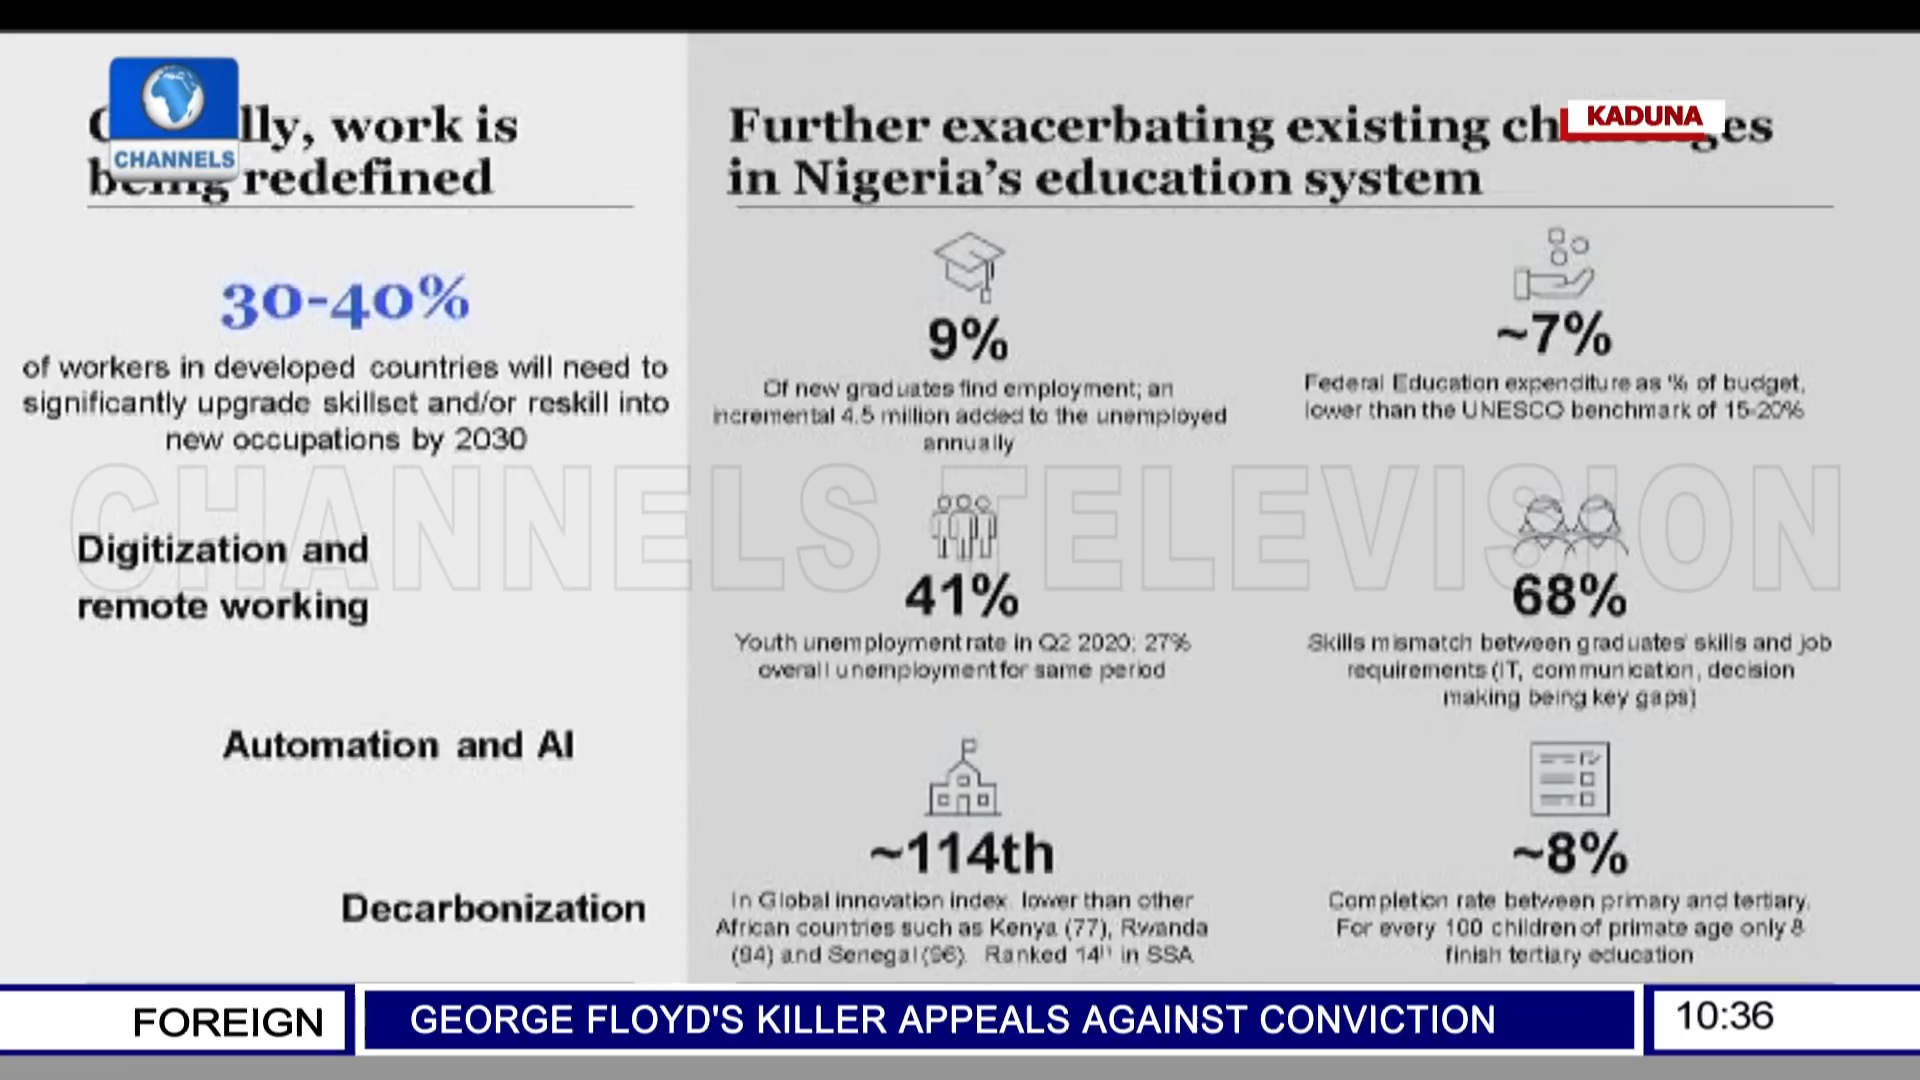 CHANNELS
KADUNA
lly, work is
being redefined
30-40%
of workers in developed countries will need to
significantly upgrade skillset and/or reskill into
new occupations by 2030
Digitization and
remote working
Automation and AI
Decarbonization
Further exacerbating existing ch es
in Nigeria's education system
9%
Of new graduates find employment; an
incremental 4.5 million added to the unemployed
annually
~7%
Federal Education expenditure as % of budget,
lower than the UNESCO benchmark of 15-20%
41%
Youth unemployment rate in Q2 2020; 27%
overall unemployment for same period
68%
Skills mismatch between graduates' skills and job
requirements (IT, communication, decision
making being key gaps)
~114th
In Global innovation index lower than other
African countries such as Kenya (77), Rwanda
(94) and Senegal (96). Ranked 14th in SSA
~8%
Completion rate between primary and tertiary.
For every 100 children of primate age only 8
finish tertiary education
CHANNELS TELEVISION
FOREIGN
GEORGE FLOYD'S KILLER APPEALS AGAINST CONVICTION
10:36